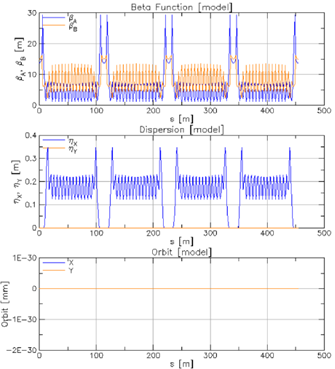 Beta Function [model]
β_A, β_B [m]
30
20
10
0
β_A
β_B
0 100 200 300 400 500
s [m]
Dispersion [model]
η_X, η_Y [m]
0.4
0.3
0.2
0.1
0
η_X
η_Y
0 100 200 300 400 500
s [m]
Orbit [model]
Orbit [mm]
1E-30
0
-1E-30
-2E-30
X
Y
0 100 200 300 400 500
s [m]